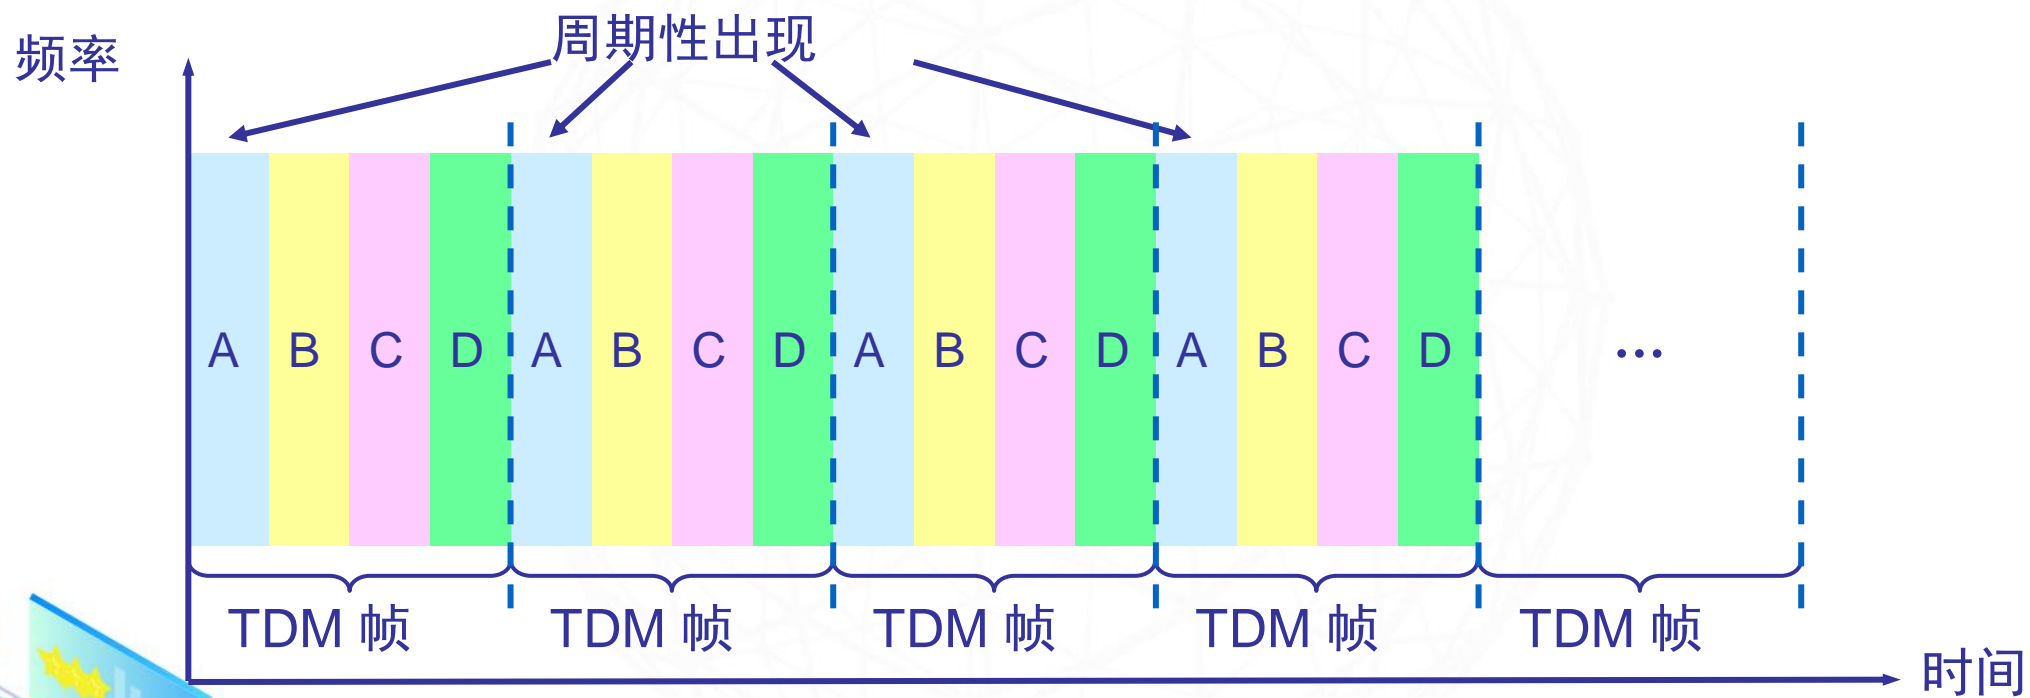 周期性出现
频率
A B C D A B C D A B C D A B C D ...
TDM 帧 TDM 帧 TDM 帧 TDM 帧 TDM 帧
时间